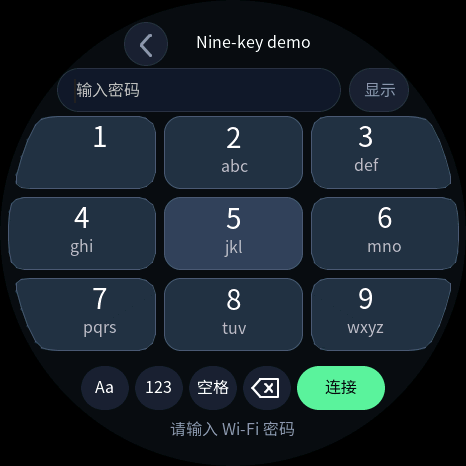 Nine-key demo
输入密码 显示
1 2 3
abc def
4 5 6
ghi jkl mno
7 8 9
pqrs tuv wxyz
Aa 123 空格 连接
请输入 Wi-Fi 密码